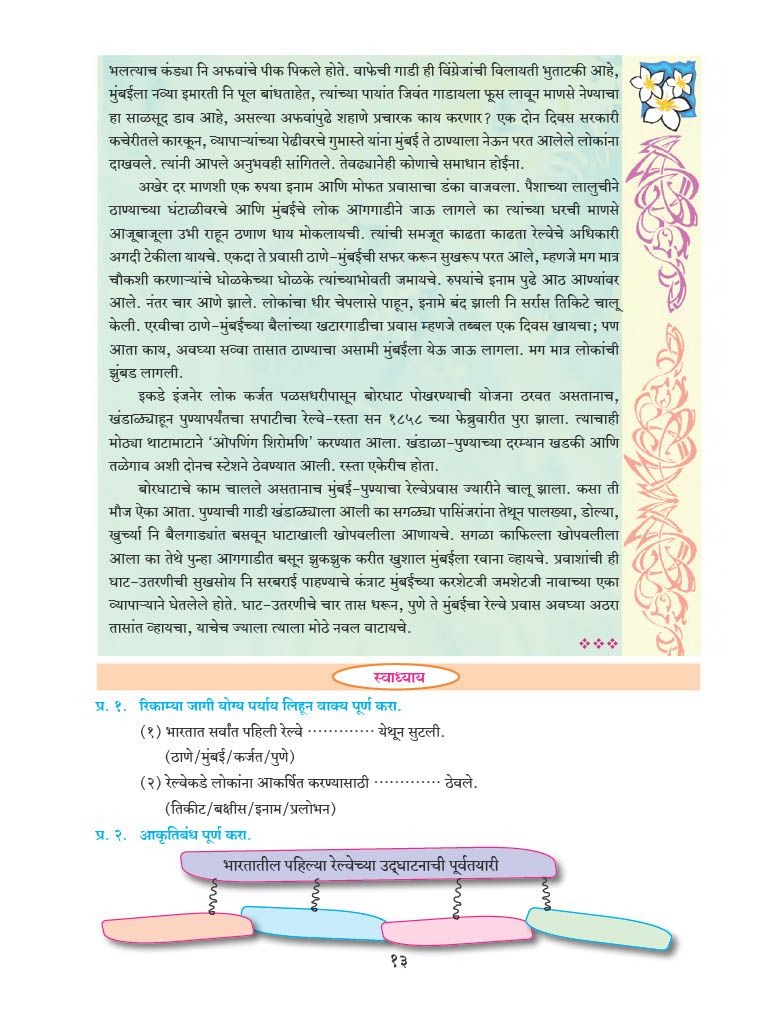 भलत्याच कंड्या नि अफवांचे पीक पिकले होते. वाफेची गाडी ही विंग्रेजांची विलायती भुताटकी आहे,
मुंबईला नव्या इमारती नि पूल बांधताहेत, त्यांच्या पायांत जिवंत गाडायला फूस लावून माणसे नेण्याचा
हा साळसूद डाव आहे, असल्या अफवांपुढे शहाणे प्रचारक काय करणार? एक दोन दिवस सरकारी
कचेरीतले कारकून, व्यापाऱ्यांच्या पेढीवरचे गुमास्ते यांना मुंबई ते ठाण्याला नेऊन परत आलेले लोकांना
दाखवले. त्यांनी आपले अनुभवही सांगितले. तेवढ्यानेही कोणाचे समाधान होईना.
अखेर दर माणशी एक रुपया इनाम आणि मोफत प्रवासाचा डंका वाजवला. पैशाच्या लालुचीने
ठाण्याच्या घंटाळीवरचे आणि मुंबईचे लोक आगगाडीने जाऊ लागले का त्यांच्या घरची माणसे
आजूबाजूला उभी राहून ठणाण धाय मोकलायची. त्यांची समजूत काढता काढता रेल्वेचे अधिकारी
अगदी टेकीला यायचे. एकदा ते प्रवासी ठाणे-मुंबईची सफर करून सुखरूप परत आले, म्हणजे मग मात्र
चौकशी करणाऱ्यांचे घोळकेच्या घोळके त्यांच्याभोवती जमायचे. रुपयांचे इनाम पुढे आठ आण्यांवर
आले. नंतर चार आणे झाले. लोकांचा धीर चेपलासे पाहून, इनामे बंद झाली नि सर्रास तिकिटे चालू
केली. एरवीचा ठाणे-मुंबईच्या बैलांच्या खटारगाडीचा प्रवास म्हणजे तब्बल एक दिवस खायचा; पण
आता काय, अवघ्या सव्वा तासात ठाण्याचा असामी मुंबईला येऊ जाऊ लागला. मग मात्र लोकांची
झुंबड लागली.
इकडे इंजनेर लोक कर्जत पळसधरीपासून बोरघाट पोखरण्याची योजना ठरवत असतानाच,
खंडाळ्याहून पुण्यापर्यंतचा सपाटीचा रेल्वे-रस्ता सन १८५८ च्या फेब्रुवारीत पुरा झाला. त्याचाही
मोठ्या थाटामाटाने ‘ओपणिंग शिरोमणि’ करण्यात आला. खंडाळा-पुण्याच्या दरम्यान खडकी आणि
तळेगाव अशी दोनच स्टेशने ठेवण्यात आली. रस्ता एकेरीच होता.
बोरघाटाचे काम चालले असतानाच मुंबई-पुण्याचा रेल्वेप्रवास ज्यारीने चालू झाला. कसा ती
मौज ऐका आता. पुण्याची गाडी खंडाळ्याला आली का सगळ्या पासिंजरांना तेथून पालख्या, डोल्या,
खुर्च्या नि बैलगाड्यांत बसवून घाटाखाली खोपवलीला आणायचे. सगळा काफिल्ला खोपवलीला
आला का तेथे पुन्हा आगगाडीत बसून झुकझुक करीत खुशाल मुंबईला रवाना व्हायचे. प्रवाशांची ही
घाट-उतरणीची सुखसोय नि सरबराई पाहण्याचे कंत्राट मुंबईच्या करशेटजी जमशेटजी नावाच्या एका
व्यापाऱ्याने घेतलेले होते. घाट-उतरणीचे चार तास धरून, पुणे ते मुंबईचा रेल्वे प्रवास अवघ्या अठरा
तासांत व्हायचा, याचेच ज्याला त्याला मोठे नवल वाटायचे.
स्वाध्याय
प्र. १. रिकाम्या जागी योग्य पर्याय लिहून वाक्य पूर्ण करा.
(१) भारतात सर्वांत पहिली रेल्वे ............. येथून सुटली.
(ठाणे/मुंबई/कर्जत/पुणे)
(२) रेल्वेकडे लोकांना आकर्षित करण्यासाठी ............. ठेवले.
(तिकीट/बक्षीस/इनाम/प्रलोभन)
प्र. २. आकृतिबंध पूर्ण करा.
भारतातील पहिल्या रेल्वेच्या उद्‌घाटनाची पूर्वतयारी
१३